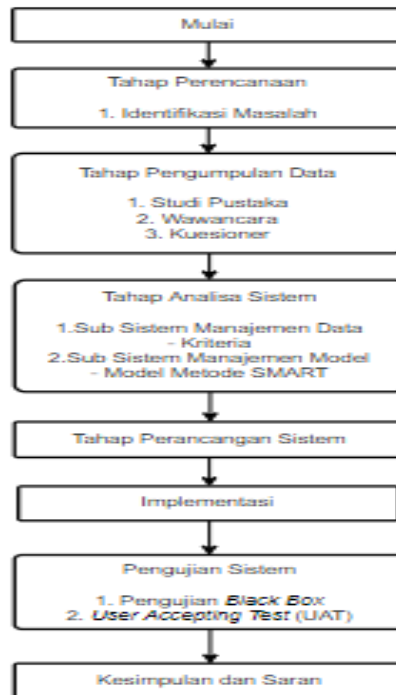 Mulai
Tahap Perencanaan
1. Identifikasi Masalah
Tahap Pengumpulan Data
1. Studi Pustaka
2. Wawancara
3. Kuesioner
Tahap Analisa Sistem
1.Sub Sistem Manajemen Data
- Kriteria
2.Sub Sistem Manajemen Model
- Model Metode SMART
Tahap Perancangan Sistem
Implementasi
Pengujian Sistem
1. Pengujian Black Box
2. User Accepting Test (UAT)
Kesimpulan dan Saran